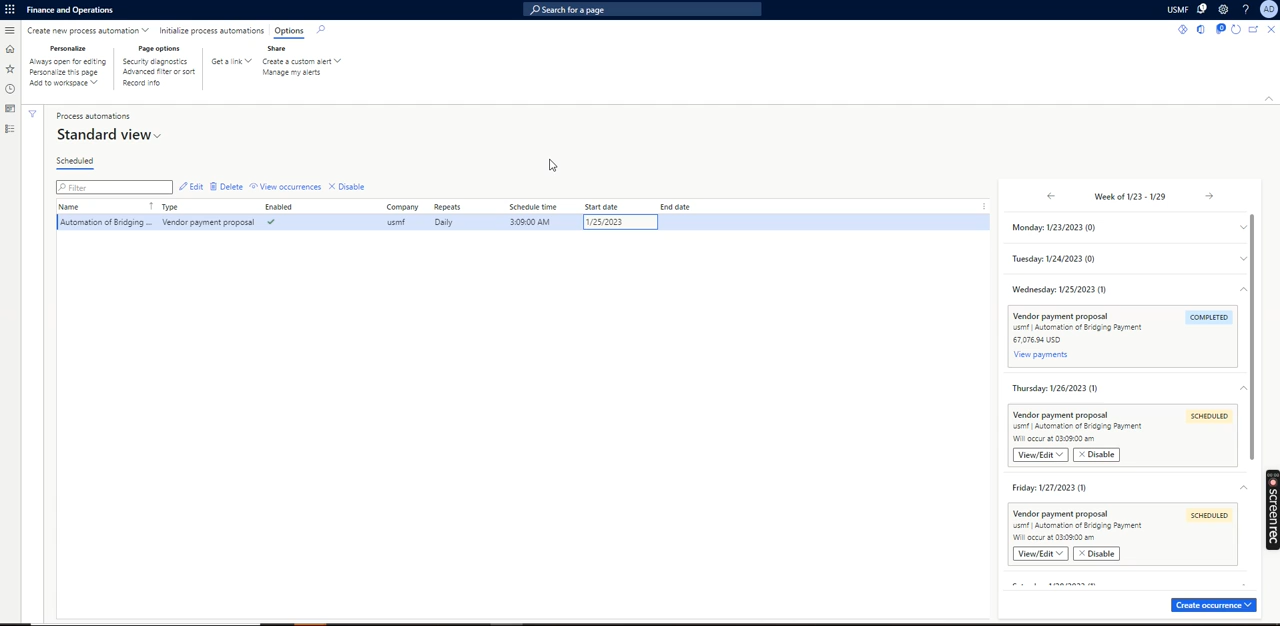 Finance and Operations
Search for a page
USMF
1
?
AD
Create new process automation
Initialize process automations
Options
0
Personalize
Always open for editing
Personalize this page
Add to workspace
Page options
Security diagnostics
Advanced filter or sort
Record info
Get a link
Share
Create a custom alert
Manage my alerts
Process automations
Standard view
Scheduled
Filter
Edit
Delete
View occurrences
Disable
Name Type Enabled Company Repeats Schedule time Start date End date
Automation of Bridging ... Vendor payment proposal usmf Daily 3:09:00 AM 1/25/2023
Week of 1/23 - 1/29
Monday: 1/23/2023 (0)
Tuesday: 1/24/2023 (0)
Wednesday: 1/25/2023 (1)
Vendor payment proposal COMPLETED
usmf | Automation of Bridging Payment
67,076.94 USD
View payments
Thursday: 1/26/2023 (1)
Vendor payment proposal SCHEDULED
usmf | Automation of Bridging Payment
Will occur at 03:09:00 am
View/Edit
Disable
Friday: 1/27/2023 (1)
Vendor payment proposal SCHEDULED
usmf | Automation of Bridging Payment
Will occur at 03:09:00 am
View/Edit
Disable
Create occurrence
screenrec